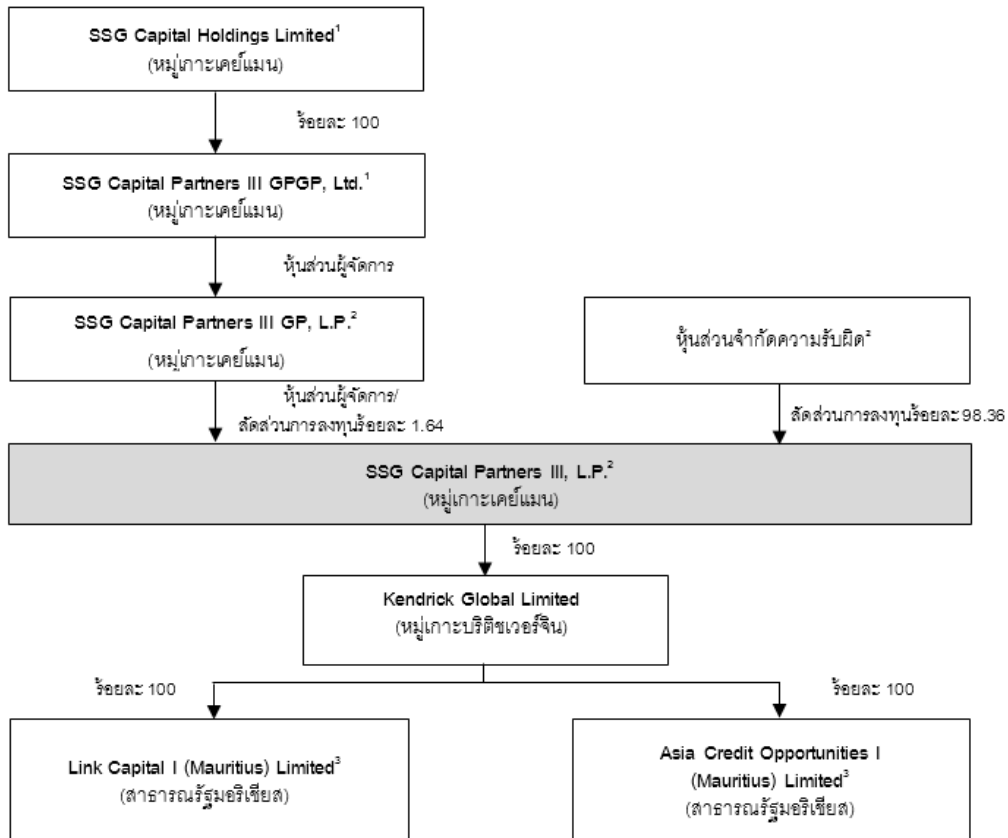 SSG Capital Holdings Limited¹
(หมู่เกาะเคย์แมน)
ร้อยละ 100
SSG Capital Partners III GPGP, Ltd.¹
(หมู่เกาะเคย์แมน)
หุ้นส่วนผู้จัดการ
SSG Capital Partners III GP, L.P.²
(หมู่เกาะเคย์แมน)
หุ้นส่วนจำกัดความรับผิด²
หุ้นส่วนผู้จัดการ/
สัดส่วนการลงทุนร้อยละ 1.64
สัดส่วนการลงทุนร้อยละ 98.36
SSG Capital Partners III, L.P.²
(หมู่เกาะเคย์แมน)
ร้อยละ 100
Kendrick Global Limited
(หมู่เกาะบริติชเวอร์จิน)
ร้อยละ 100
ร้อยละ 100
Link Capital I (Mauritius) Limited³
(สาธารณรัฐมอริเชียส)
Asia Credit Opportunities I
(Mauritius) Limited³
(สาธารณรัฐมอริเชียส)